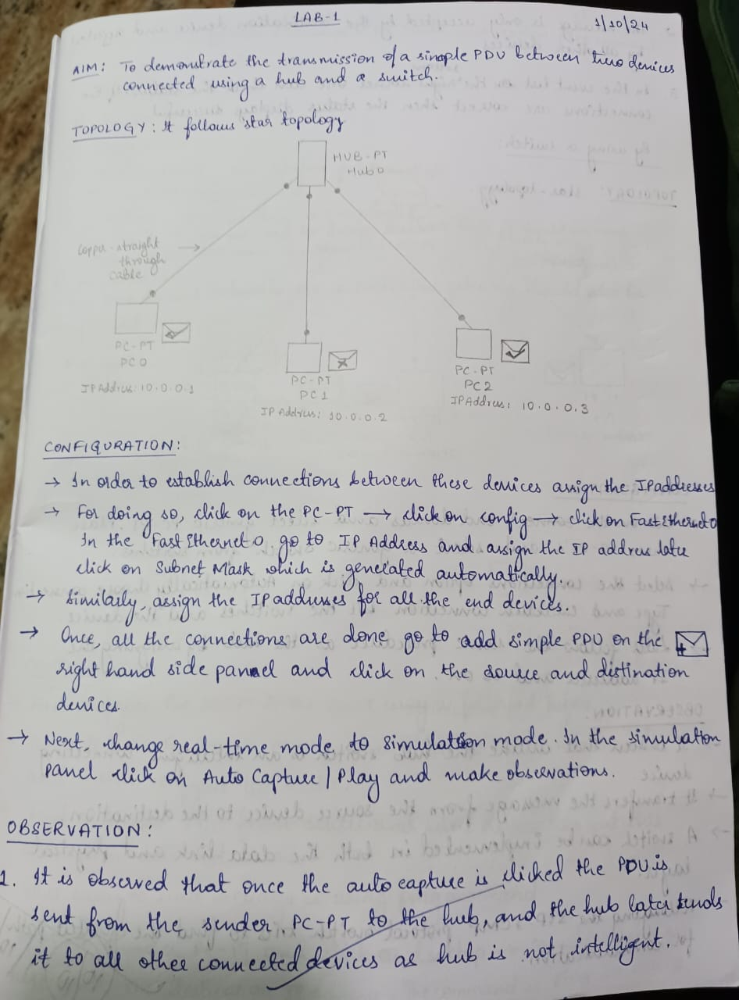 LAB-1
1/10/24
AIM: To demonstrate the transmission of a simple PDU between two devices
connected using a hub and a switch.
TOPOLOGY: It follows star topology
HUB-PT
Hub0
Copper-straight
through
cable
PC-PT
PC0
IP Address: 10.0.0.1
PC-PT
PC1
IP Address: 10.0.0.2
PC-PT
PC2
IP Address: 10.0.0.3
CONFIGURATION:
→ In order to establish connections between these devices assign the IP addresses
→ For doing so, click on the PC-PT → click on config → click on FastEthernet0
In the FastEthernet0 go to IP Address and assign the IP address later
click on Subnet Mask which is generated automatically.
→ Similarly, assign the IP addresses for all the end devices.
→ Once, all the connections are done go to add simple PDU on the
right hand side pannel and click on the source and distination
devices.
→ Next, change real-time mode to simulation mode. In the simulation
panel click on Auto Capture / Play and make observations.
OBSERVATION:
1. It is observed that once the auto capture is clicked the PDU is
sent from the sender PC-PT to the hub, and the hub later sends
it to all other connected devices as hub is not intelligent.